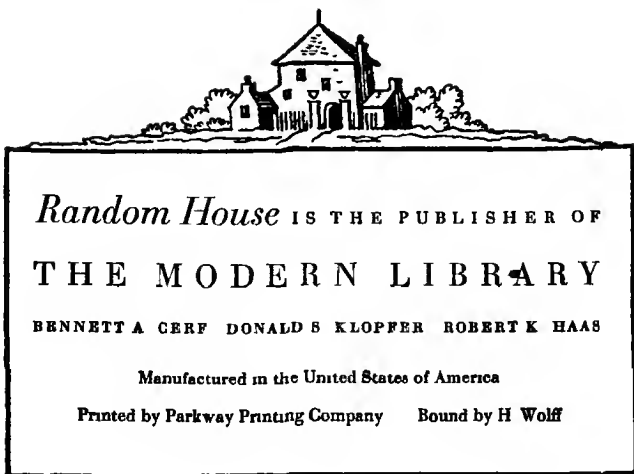 Random House IS THE PUBLISHER OF
THE MODERN LIBRARY
BENNETT A CERF DONALD S KLOPFER ROBERT K HAAS
Manufactured in the United States of America
Printed by Parkway Printing Company Bound by H Wolff